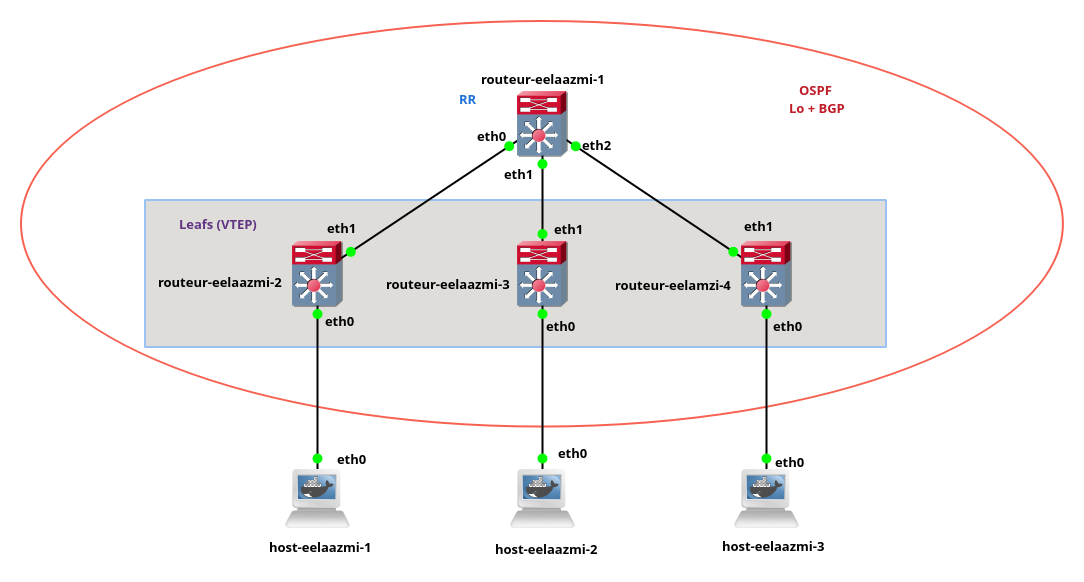 routeur-eelaazmi-1
RR
OSPF
Lo + BGP
eth0
eth2
eth1
Leafs (VTEP)
eth1
eth1
eth1
routeur-eelaazmi-2
routeur-eelaazmi-3
routeur-eelamzi-4
eth0
eth0
eth0
eth0
eth0
eth0
host-eelaazmi-1
host-eelaazmi-2
host-eelaazmi-3